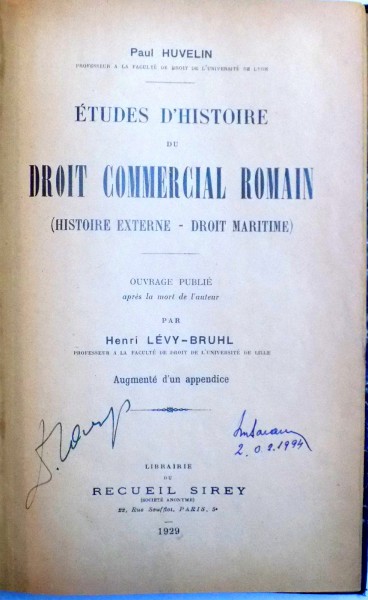 Paul HUVELIN
PROFESSEUR A LA FACULTÉ DE DROIT DE L'UNIVERSITÉ DE LYON
ÉTUDES D'HISTOIRE
DU
DROIT COMMERCIAL ROMAIN
(HISTOIRE EXTERNE - DROIT MARITIME)
OUVRAGE PUBLIÉ
après la mort de l'auteur
PAR
Henri LÉVY-BRUHL
PROFESSEUR A LA FACULTÉ DE DROIT DE L'UNIVERSITÉ DE LILLE
Augmenté d'un appendice
2.02.1994
LIBRAIRIE
DU
RECUEIL SIREY
(SOCIÉTÉ ANONYME)
22, Rue Soufflot, PARIS, 5e
1929